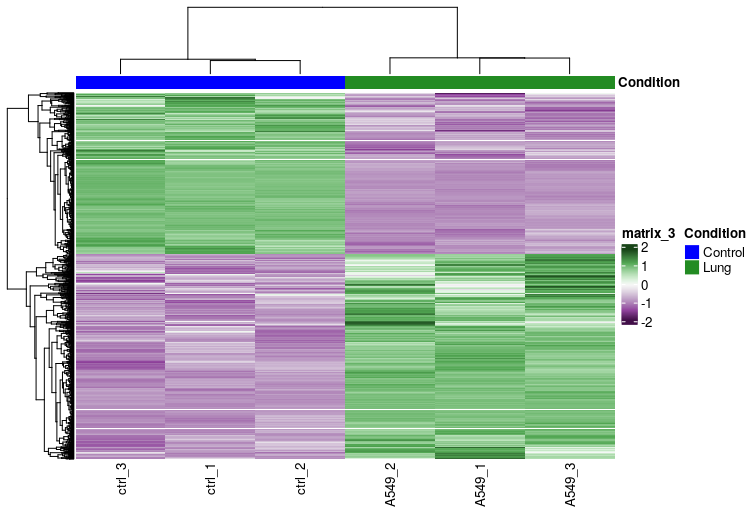 Condition
matrix_3
2
1
0
-1
-2
Condition
Control
Lung
ctrl_3
ctrl_1
ctrl_2
A549_2
A549_1
A549_3